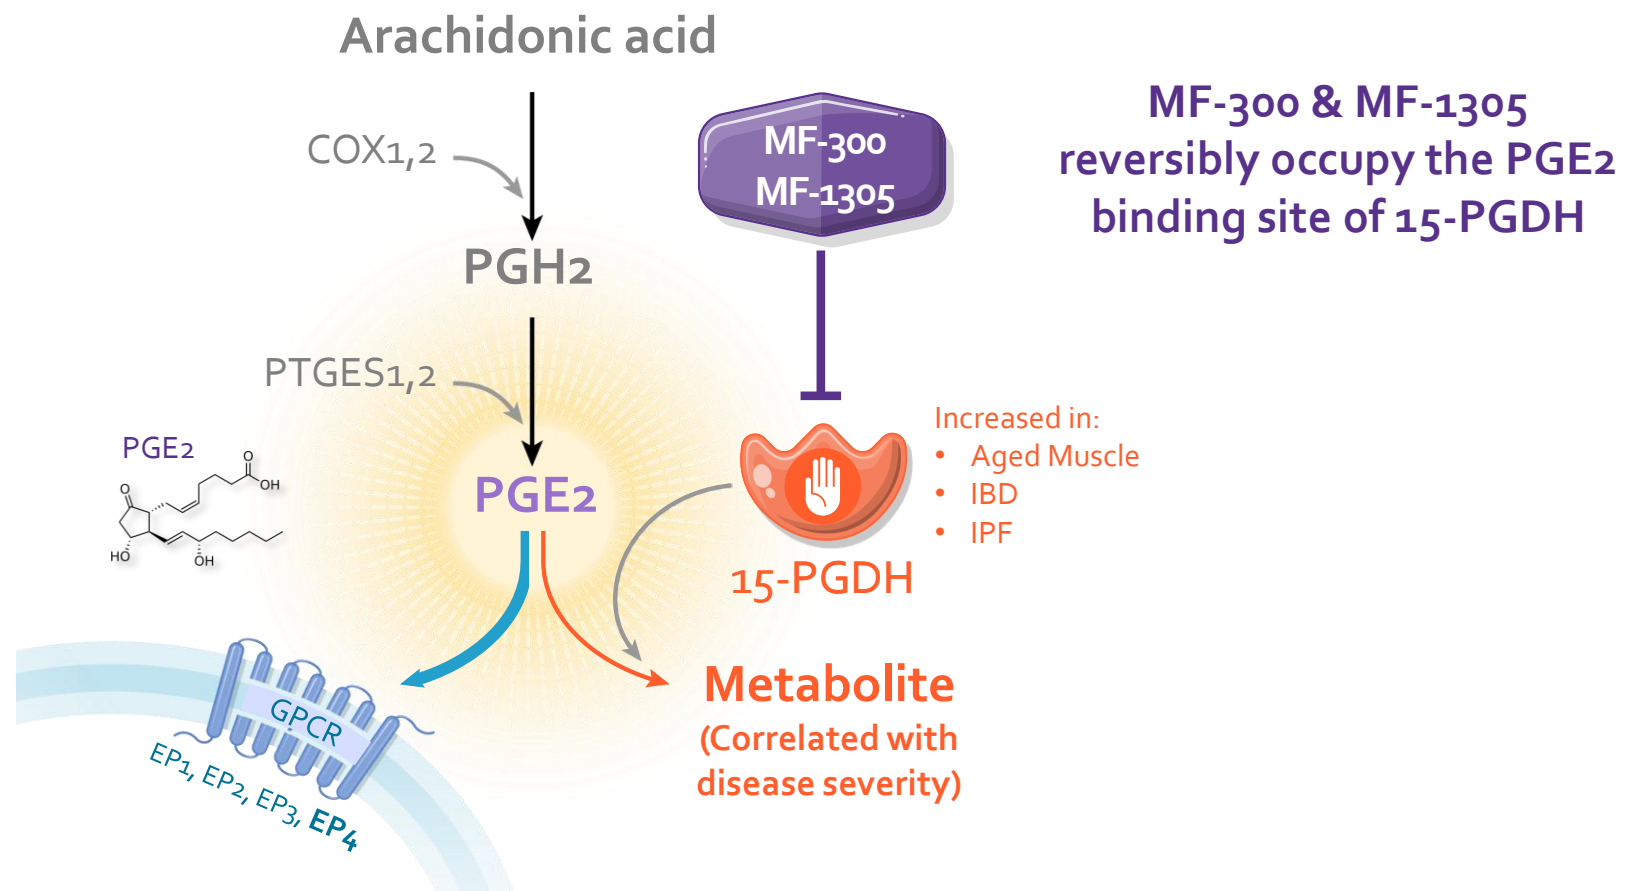 Arachidonic acid
COX1,2
PGH2
PTGES1,2
PGE2
O
OH
O
HO
OH
PGE2
MF-300
MF-1305
MF-300 & MF-1305
reversibly occupy the PGE2
binding site of 15-PGDH
Increased in:
• Aged Muscle
• IBD
• IPF
15-PGDH
Metabolite
(Correlated with
disease severity)
GPCR
EP1, EP2, EP3, EP4